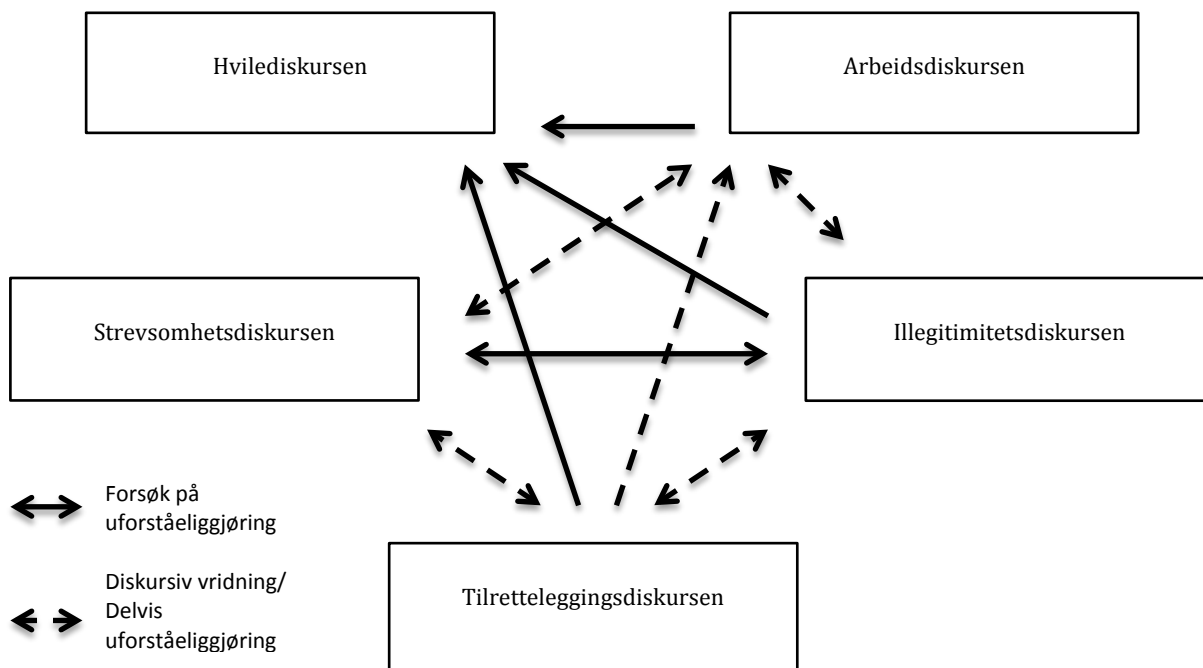 Hvilediskursen
Arbeidsdiskursen
Strevsomhetsdiskursen
Illegitimitetsdiskursen
Forsøk på
uforståeliggjøring
Diskursiv vridning/
Delvis
uforståeliggjøring
Tilretteleggingsdiskursen